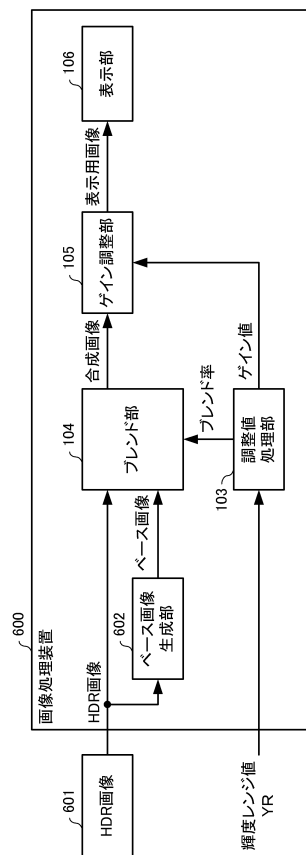 600
画像処理装置
601
HDR画像
HDR画像
602
ベース画像
生成部
ベース画像
104
ブレンド部
合成画像
105
ゲイン調整部
表示用画像
106
表示部
輝度レンジ値
YR
103
調整値
処理部
ブレンド率
ゲイン値